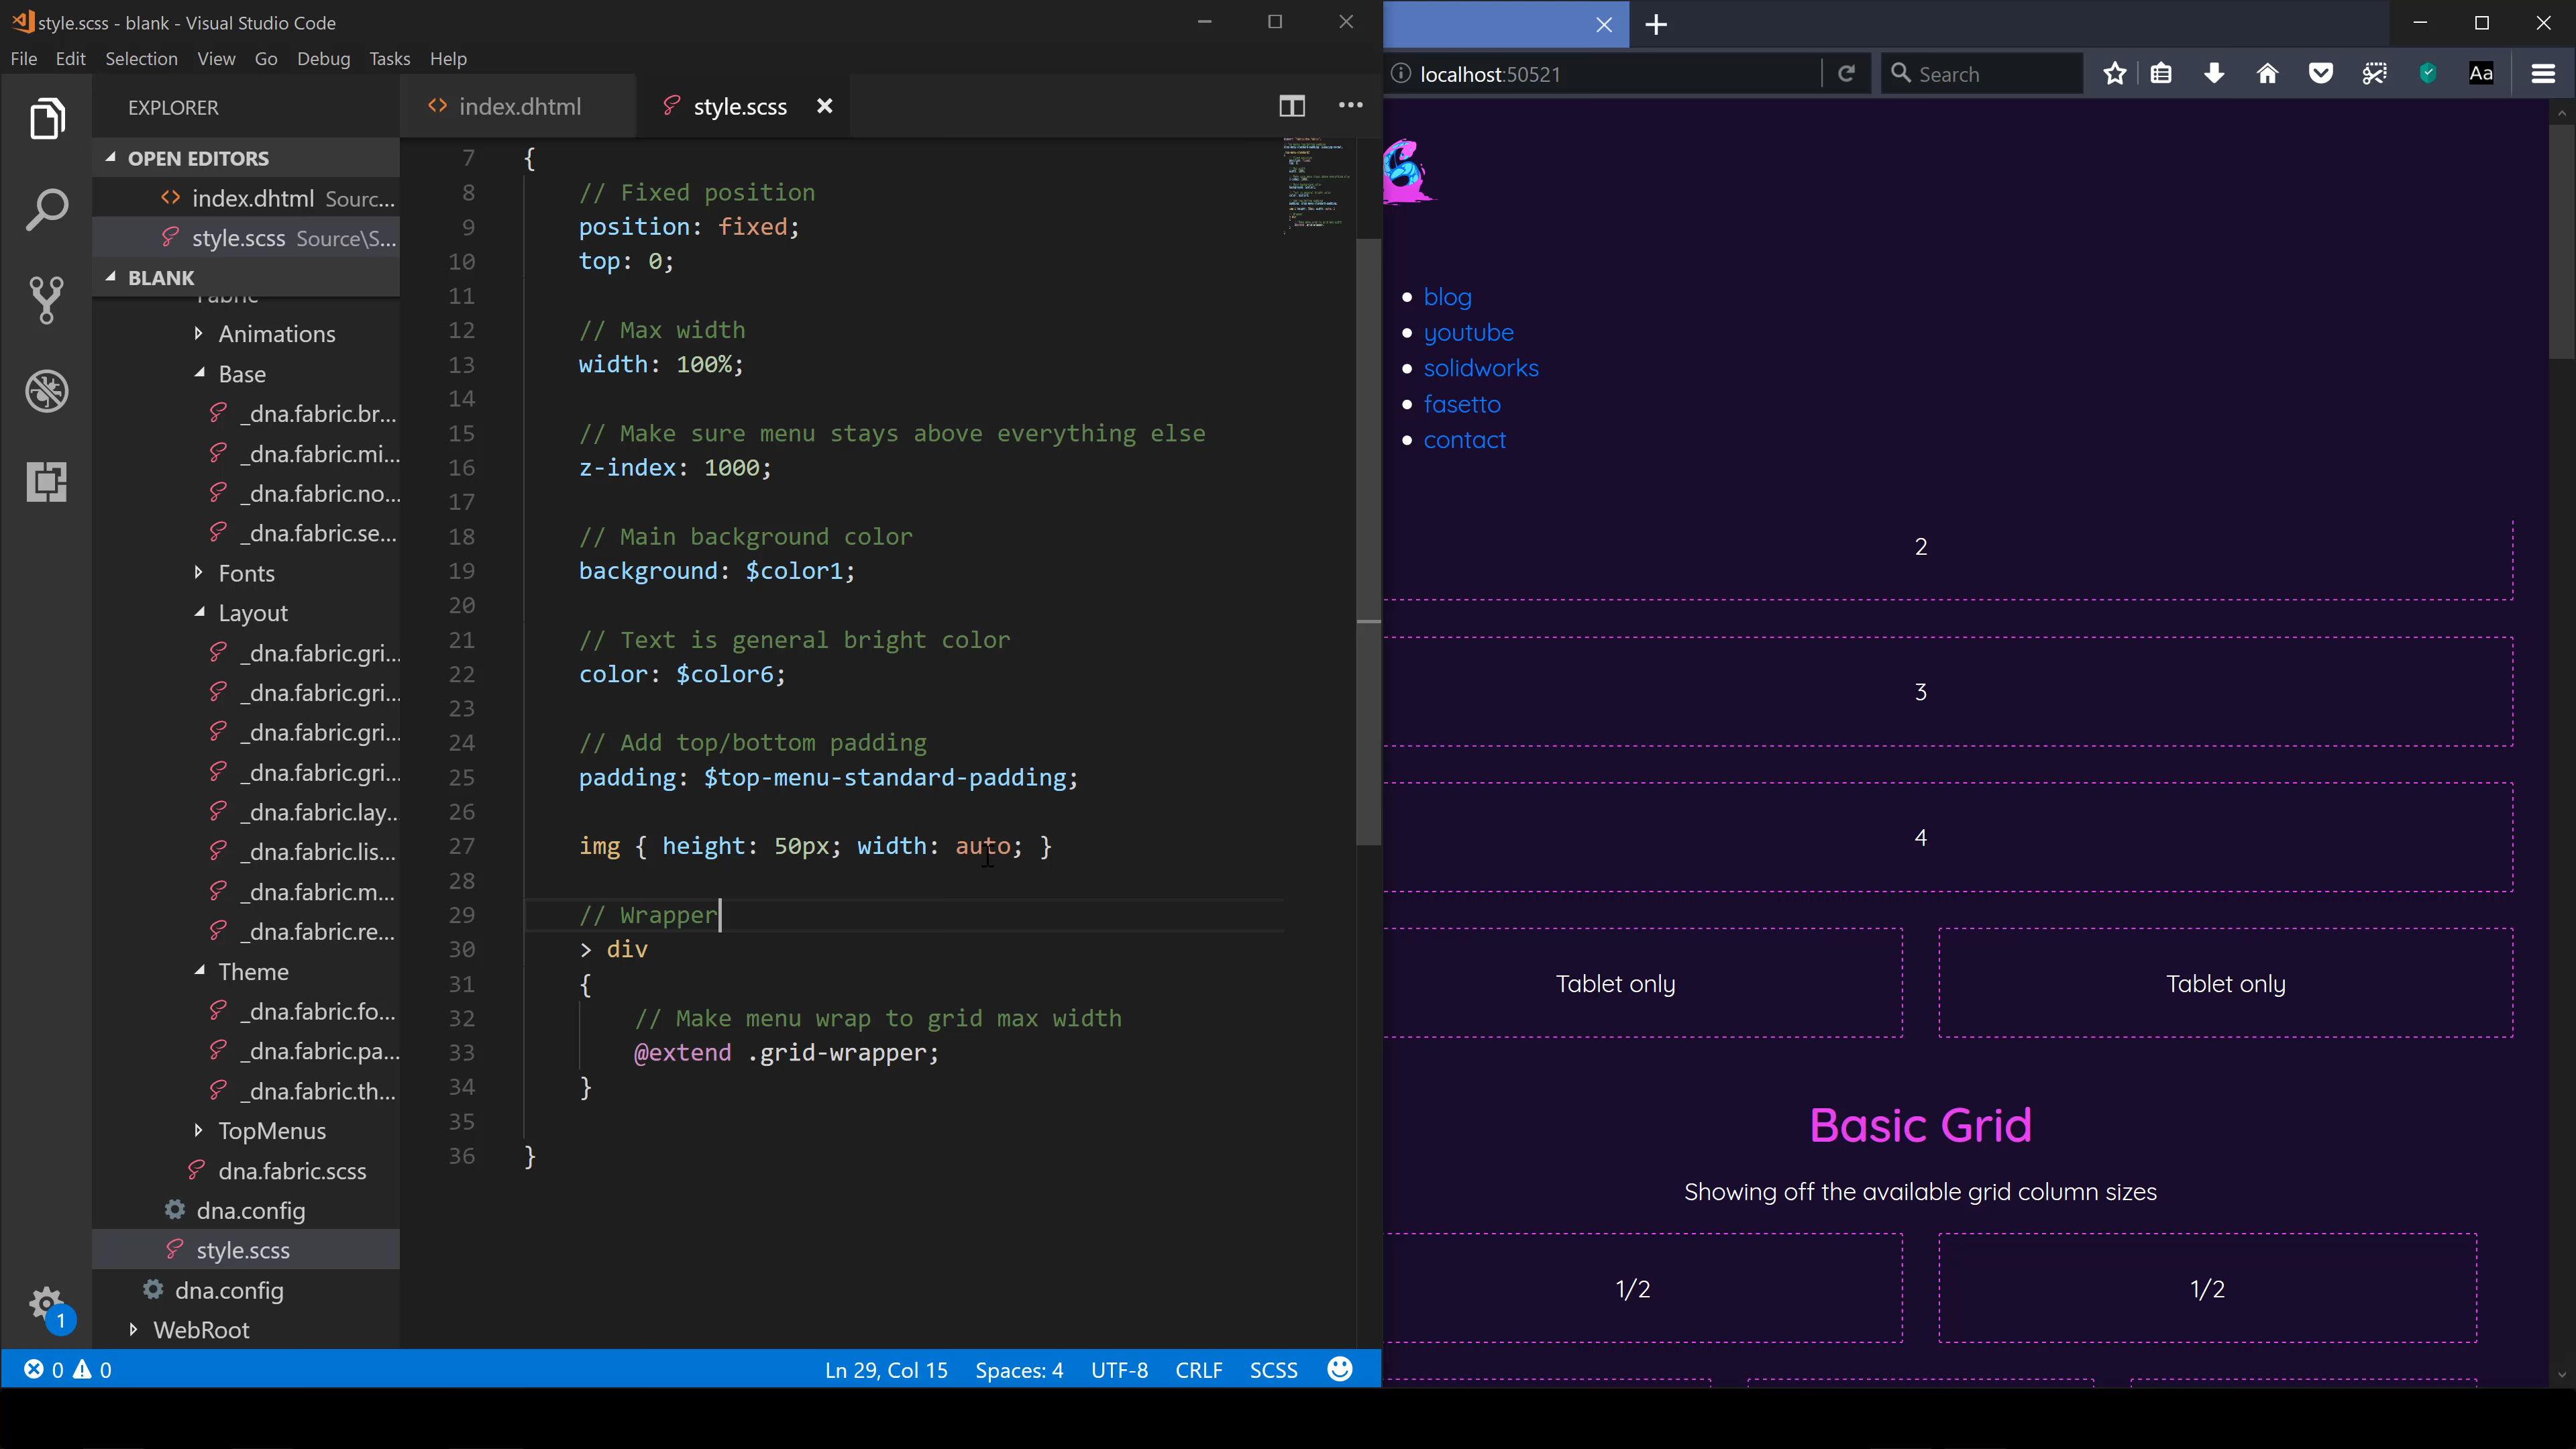 style.scss - blank - Visual Studio Code
File Edit Selection View Go Debug Tasks Help
EXPLORER
OPEN EDITORS
index.dhtml Sourc...
style.scss Source\S...
BLANK
Fabric
Animations
Base
_dna.fabric.br...
_dna.fabric.mi...
_dna.fabric.no...
_dna.fabric.se...
Fonts
Layout
_dna.fabric.gri...
_dna.fabric.gri...
_dna.fabric.gri...
_dna.fabric.gri...
_dna.fabric.lay...
_dna.fabric.lis...
_dna.fabric.m...
_dna.fabric.re...
Theme
_dna.fabric.fo...
_dna.fabric.pa...
_dna.fabric.th...
TopMenus
dna.fabric.scss
dna.config
style.scss
dna.config
WebRoot
1
index.dhtml style.scss
7 {
8 // Fixed position
9 position: fixed;
10 top: 0;
11
12 // Max width
13 width: 100%;
14
15 // Make sure menu stays above everything else
16 z-index: 1000;
17
18 // Main background color
19 background: $color1;
20
21 // Text is general bright color
22 color: $color6;
23
24 // Add top/bottom padding
25 padding: $top-menu-standard-padding;
26
27 img { height: 50px; width: auto; }
28
29 // Wrapper
30 > div
31 {
32 // Make menu wrap to grid max width
33 @extend .grid-wrapper;
34 }
35
36 }
0 0 Ln 29, Col 15 Spaces: 4 UTF-8 CRLF SCSS
localhost:50521 Search Aa
blog
youtube
solidworks
fasetto
contact
2
3
4
Tablet only Tablet only
Basic Grid
Showing off the available grid column sizes
1/2 1/2